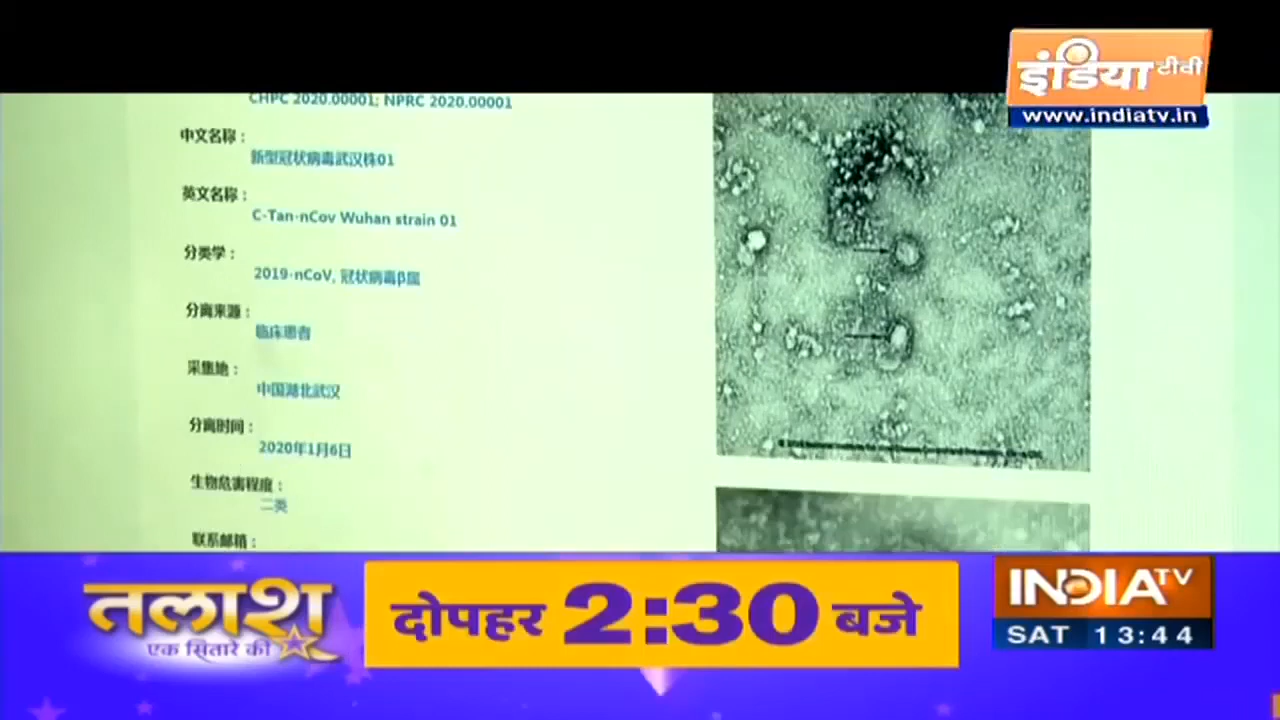 इंडिया टीवी
www.indiatv.in
CHPC 2020.00001; NPRC 2020.00001
中文名称：
新型冠状病毒武汉株01
英文名称：
C-Tan-nCov Wuhan strain 01
分类学：
2019-nCoV, 冠状病毒β属
分离来源：
临床患者
采集地：
中国湖北武汉
分离时间：
2020年1月6日
生物危害程度：
二类
联系邮箱：
तलाश
एक सितारे की
दोपहर 2:30 बजे
INDIA TV
SAT 13:44